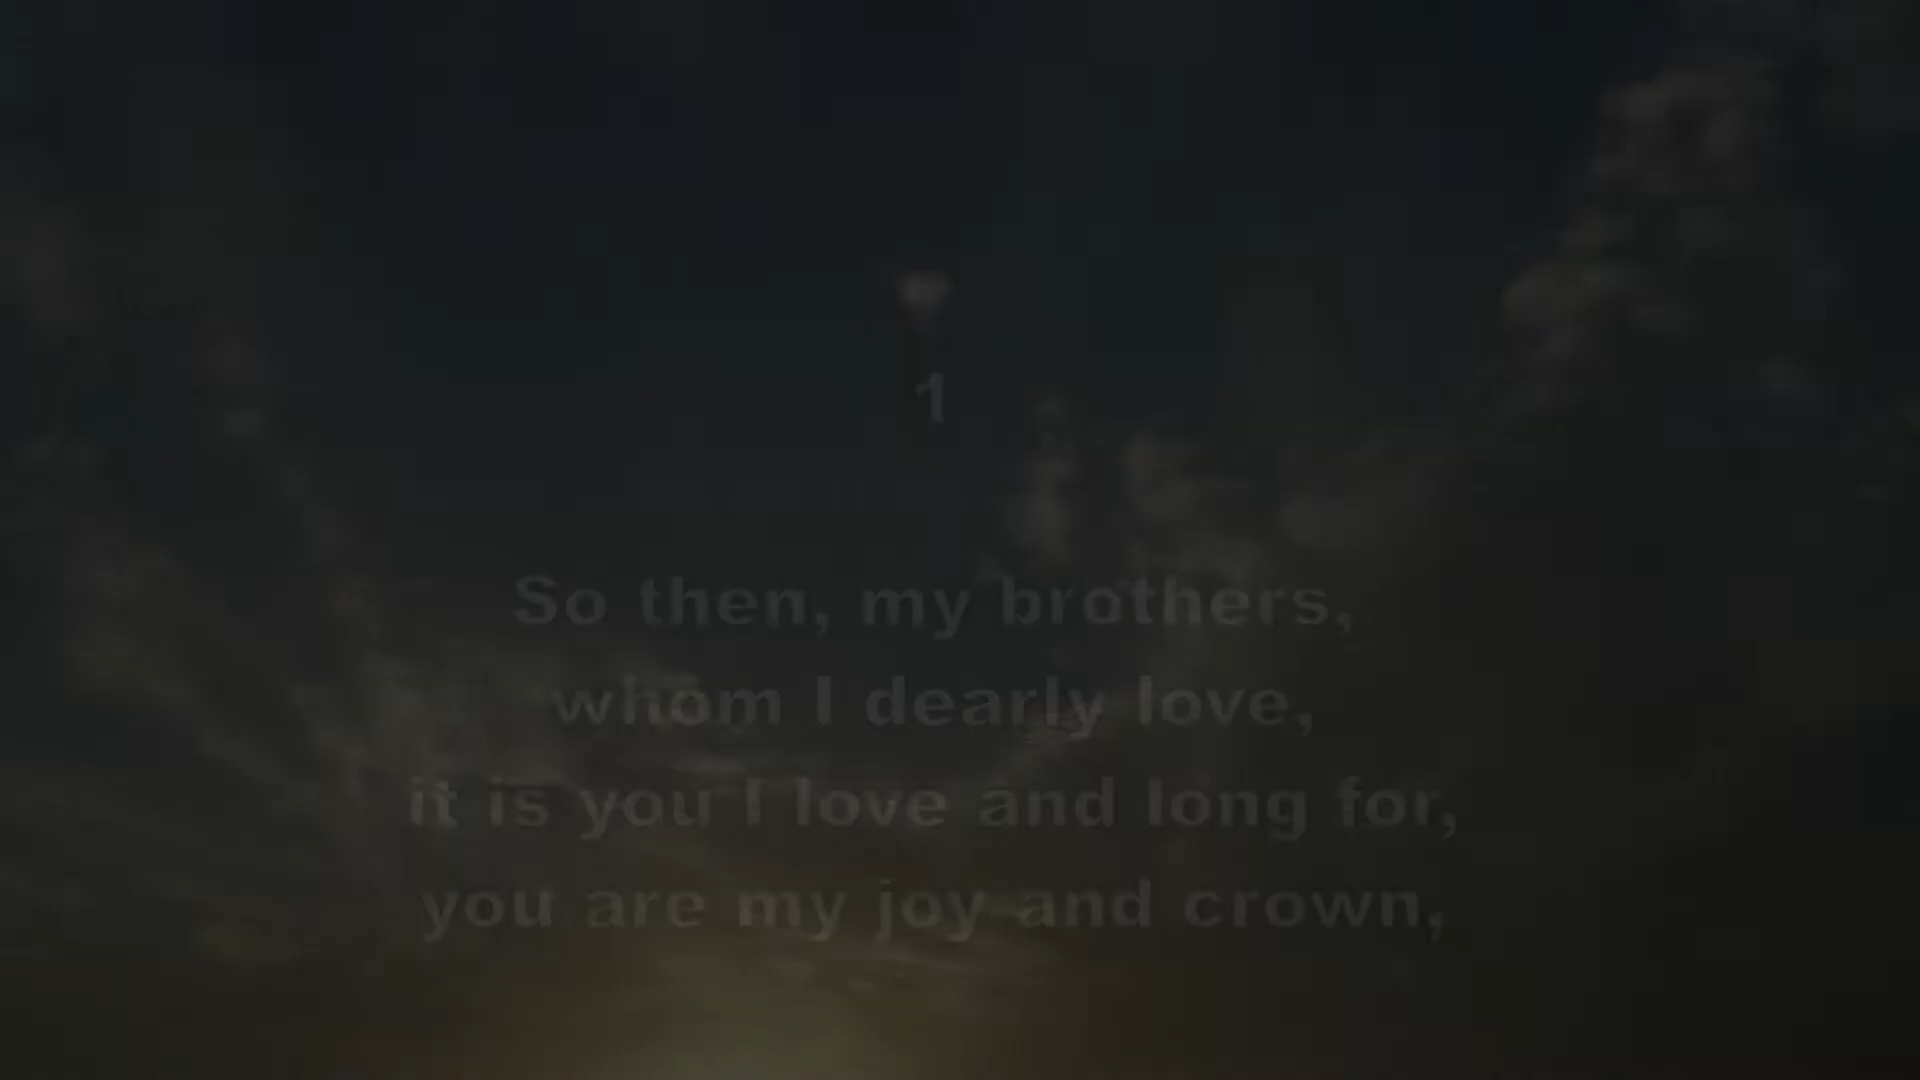 1
So then, my brothers,
whom I dearly love,
it is you I love and long for,
you are my joy and crown,